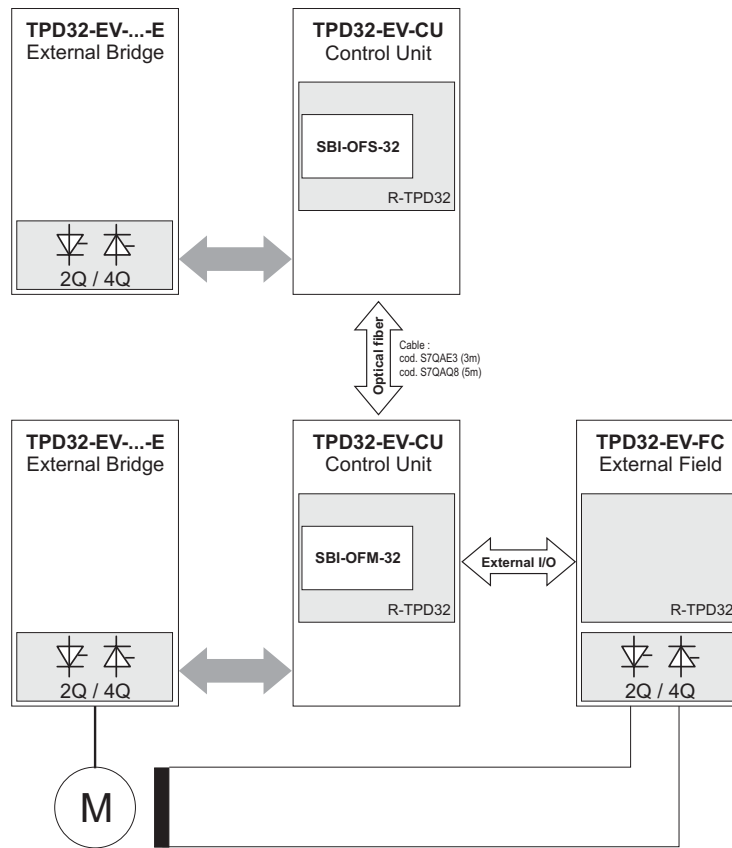 TPD32-EV-...-E
External Bridge
2Q / 4Q
TPD32-EV-CU
Control Unit
SBI-OFS-32
R-TPD32
Optical fiber
Cable :
cod. S7QAE3 (3m)
cod. S7QAQ8 (5m)
TPD32-EV-...-E
External Bridge
2Q / 4Q
TPD32-EV-CU
Control Unit
SBI-OFM-32
R-TPD32
External I/O
TPD32-EV-FC
External Field
R-TPD32
2Q / 4Q
M